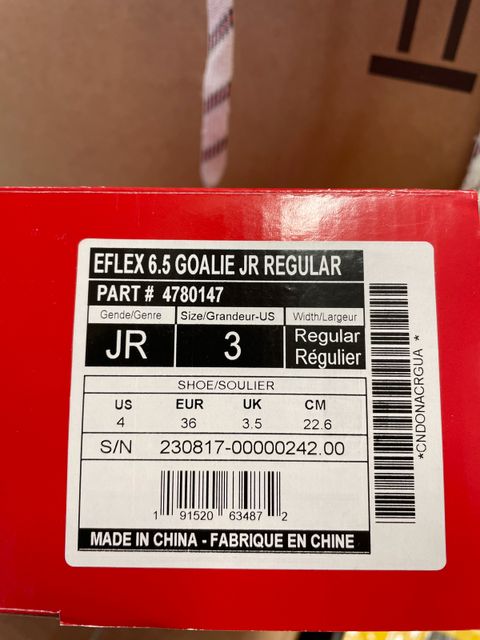 EFLEX 6.5 GOALIE JR REGULAR
PART # 4780147
Gende/Genre Size/Grandeur-US Width/Largeur
JR 3 Regular
Régulier
SHOE/SOULIER
US EUR UK CM
4 36 3.5 22.6
S/N 230817-00000242.00
1 91520 63487 2
MADE IN CHINA - FABRIQUE EN CHINE
*CNDONACRGUA *